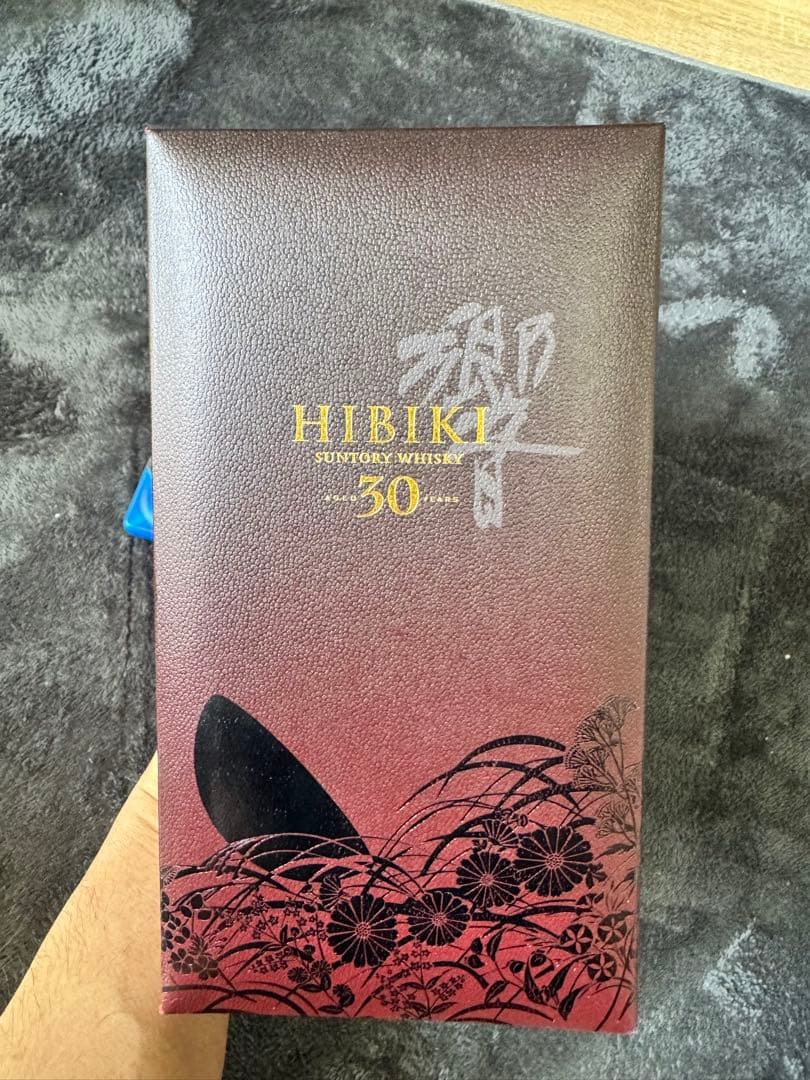 響
HIBIKI
SUNTORY WHISKY
AGED 30 YEARS